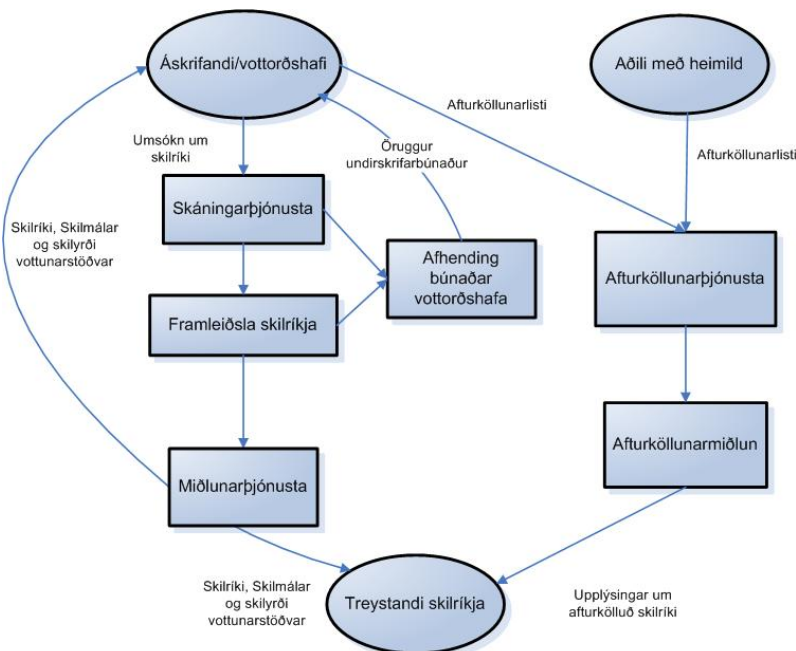 Áskrifandi/vottorðshafi
Aðili með heimild
Afturköllunarlisti
Umsókn um
skilríki
Öruggur
undirskrifarbúnaður
Afturköllunarlisti
Skáningarþjónusta
Skilríki, Skilmálar
og skilyrði
vottunarstöðvar
Afhending
búnaðar
vottorðshafa
Afturköllunarþjónusta
Framleiðsla skilríkja
Afturköllunarmiðlun
Miðlunarþjónusta
Skilríki, Skilmálar
og skilyrði
vottunarstöðvar
Treystandi skilríkja
Upplýsingar um
afturkölluð skilríki